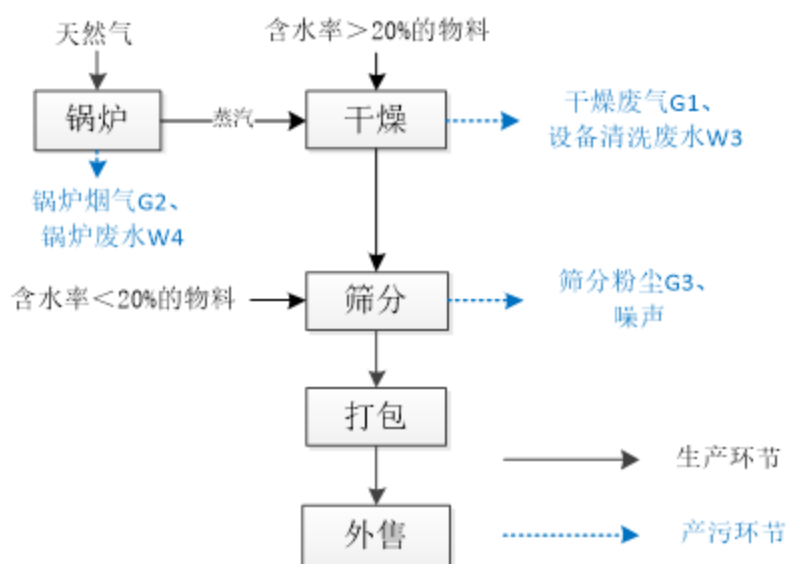 天然气
含水率＞20%的物料
锅炉
蒸汽
干燥
干燥废气G1、
设备清洗废水W3
锅炉烟气G2、
锅炉废水W4
含水率＜20%的物料
筛分
筛分粉尘G3、
噪声
打包
生产环节
外售
产污环节